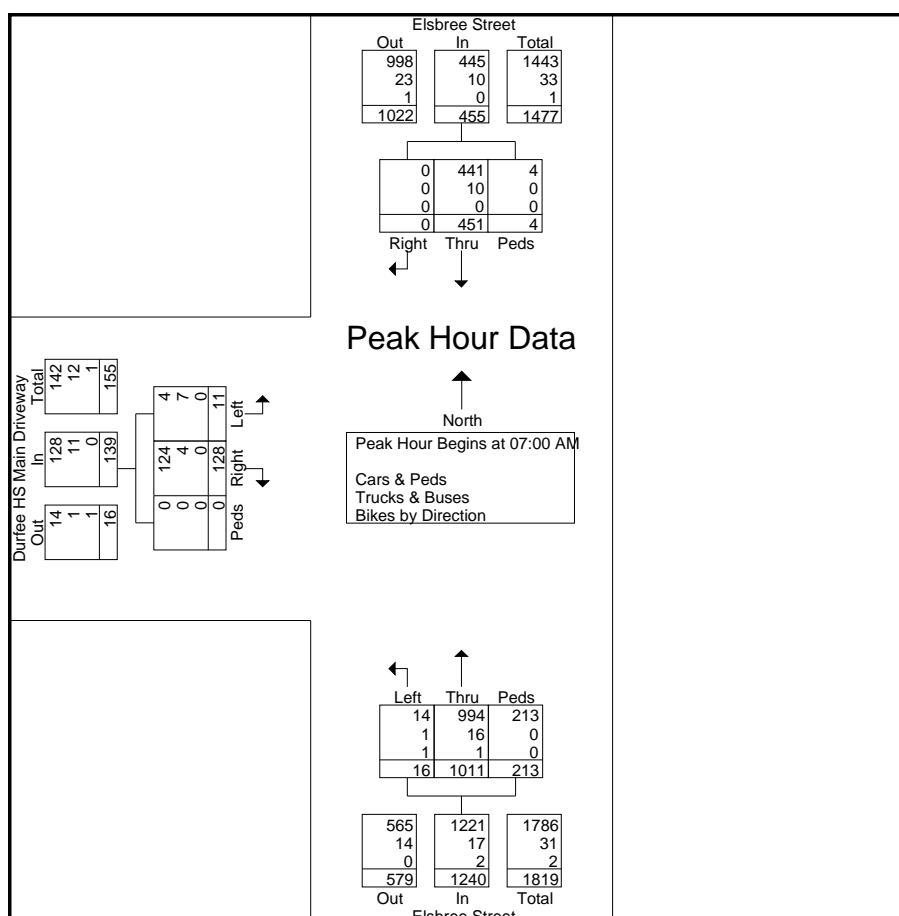 Elsbree Street
Out In Total
998 445 1443
23 10 33
1 0 1
1022 455 1477
0 441 4
0 10 0
0 0 0
0 451 4
Right Thru Peds
Peak Hour Data
North
Peak Hour Begins at 07:00 AM
Cars & Peds
Trucks & Buses
Bikes by Direction
Durfee HS Main Driveway
Out In Total
14 128 142
1 11 12
1 0 1
16 139 155
0 124 4
0 4 7
0 0 0
0 128 11
Peds Right Left
Left Thru Peds
14 994 213
1 16 0
1 1 0
16 1011 213
565 1221 1786
14 17 31
0 2 2
579 1240 1819
Out In Total
Elsbree Street